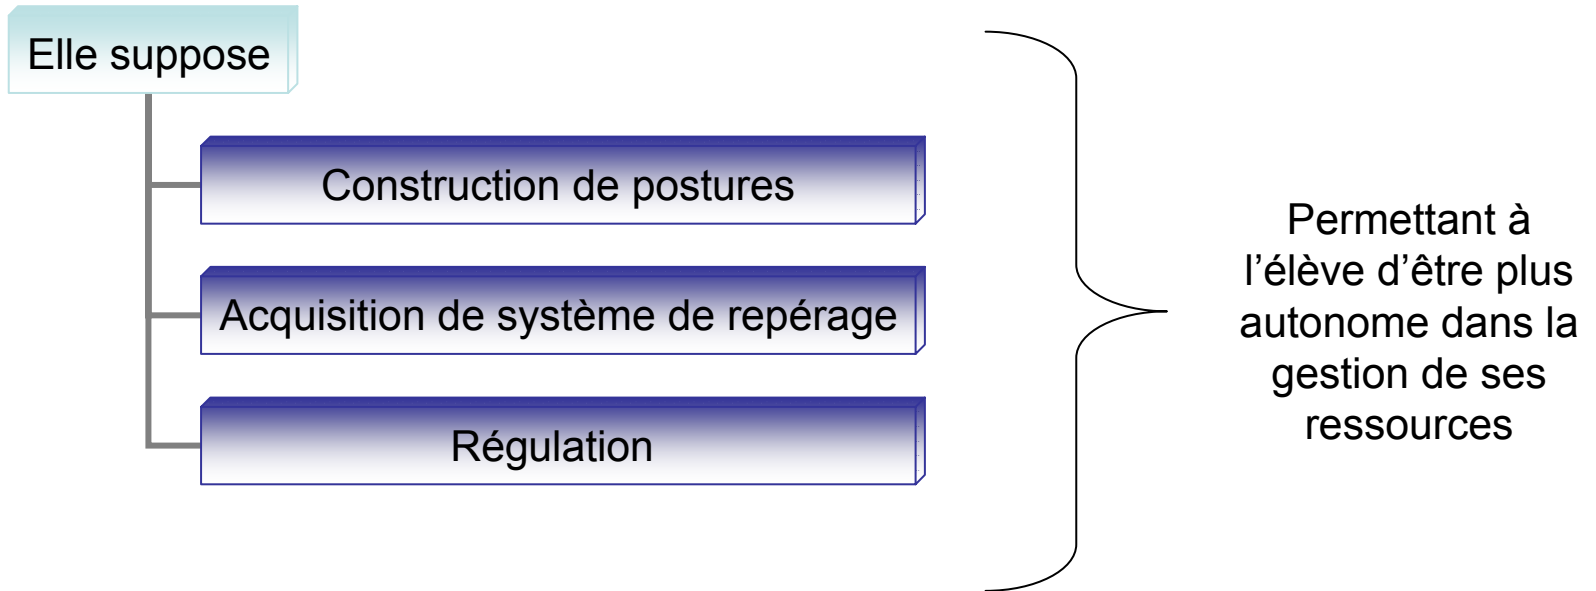 Elle suppose
Construction de postures
Acquisition de système de repérage
Régulation
Permettant à
l’élève d’être plus
autonome dans la
gestion de ses
ressources